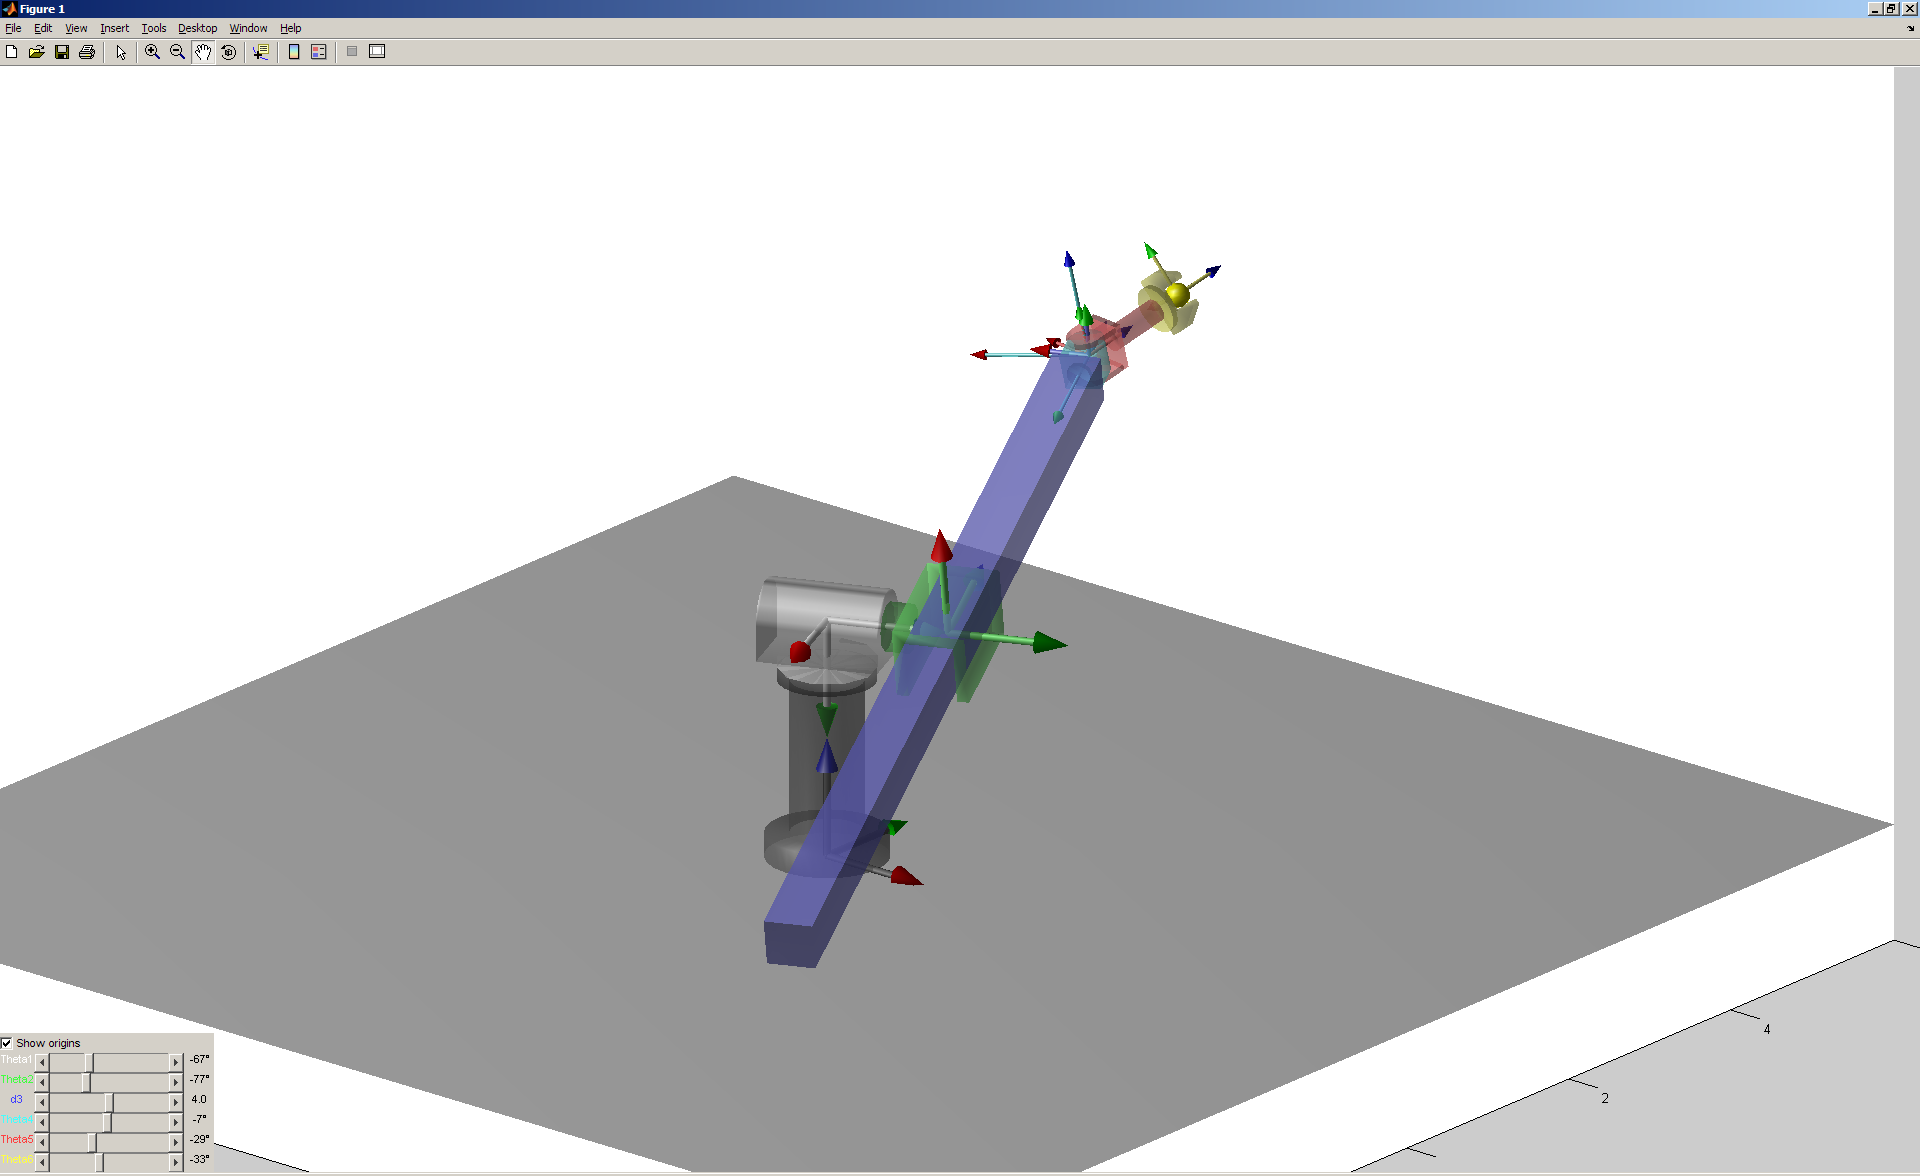 Figure 1
File Edit View Insert Tools Desktop Window Help
4
2
Show origins
Theta1 -67°
Theta2 -77°
d3 4.0
Theta4 -7°
Theta5 -29°
Theta6 -33°